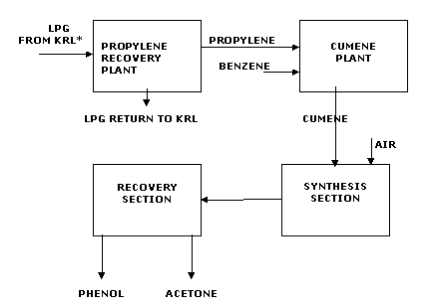 LPG
FROM KRL*
PROPYLENE
RECOVERY
PLANT
PROPYLENE
BENZENE
CUMENE
PLANT
LPG RETURN TO KRL
CUMENE
AIR
RECOVERY
SECTION
SYNTHESIS
SECTION
PHENOL
ACETONE